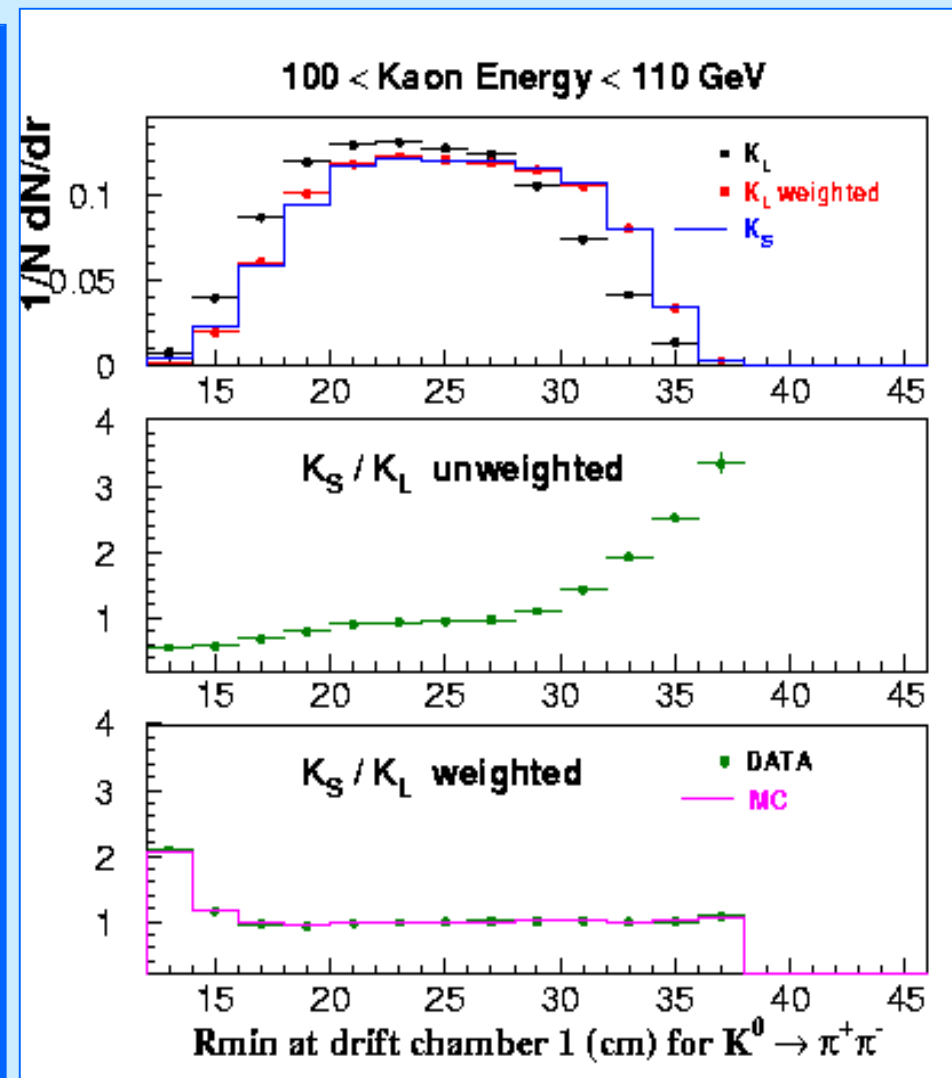 100 < Kaon Energy < 110 GeV
1/N dN/dr
0.1
0.05
0
K_L
K_L weighted
K_S
15 20 25 30 35 40 45
4
3
2
1
K_S / K_L unweighted
15 20 25 30 35 40 45
4
3
2
1
K_S / K_L weighted
DATA
MC
15 20 25 30 35 40 45
Rmin at drift chamber 1 (cm) for K⁰ → π⁺π⁻